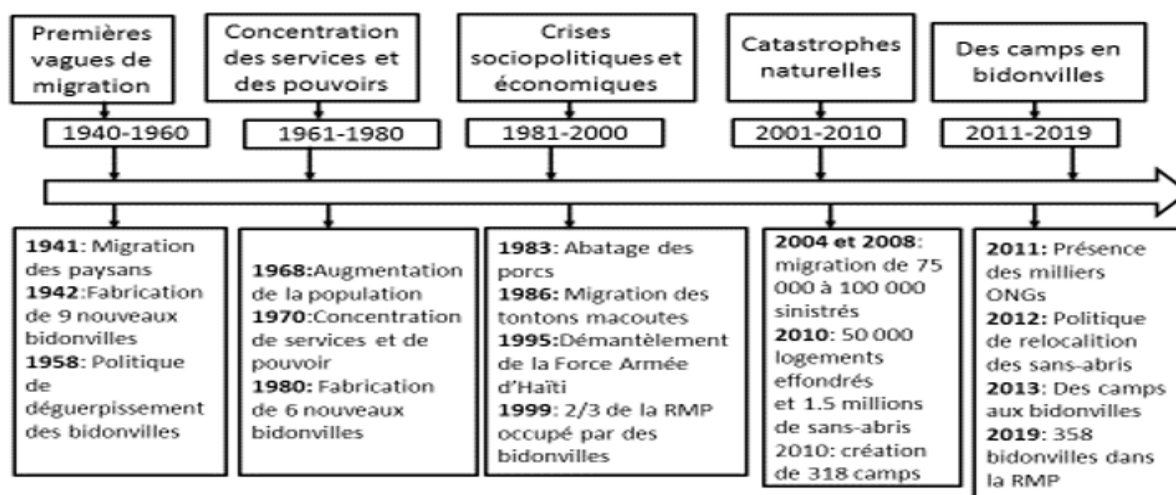 Premières
vagues de
migration
Concentration
des services et
des pouvoirs
Crises
sociopolitiques et
économiques
Catastrophes
naturelles
Des camps en
bidonvilles
1940-1960
1961-1980
1981-2000
2001-2010
2011-2019
1941: Migration
des paysans
1942:Fabrication
de 9 nouveaux
bidonvilles
1958: Politique
de
déguerpissement
des bidonvilles
1968:Augmentation
de la population
1970:Concentration
de services et de
pouvoir
1980: Fabrication
de 6 nouveaux
bidonvilles
1983: Abatage des
porcs
1986: Migration des
tontons macoutes
1995:Démantèlement
de la Force Armée
d'Haïti
1999: 2/3 de la RMP
occupé par des
bidonvilles
2004 et 2008:
migration de 75
000 à 100 000
sinistrés
2010: 50 000
logements
effondrés
et 1.5 millions
de sans-abris
2010: création
de 318 camps
2011: Présence
des milliers
ONGs
2012: Politique
de relocalition
des sans-abris
2013: Des camps
aux bidonvilles
2019: 358
bidonvilles dans
la RMP